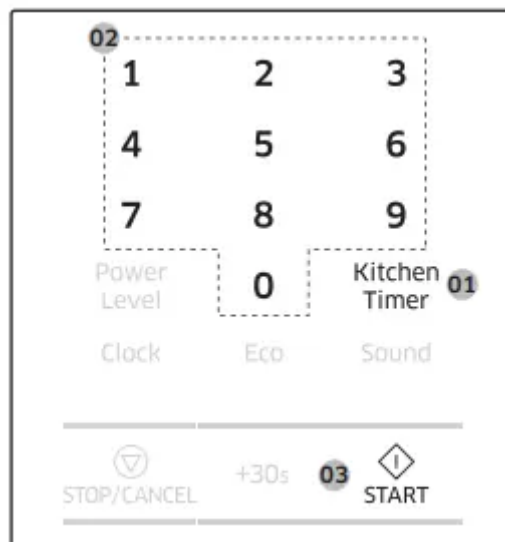 02
1 2 3
4 5 6
7 8 9
Power Level 0 Kitchen Timer 01
Clock Eco Sound
+30s 03
STOP/CANCEL START